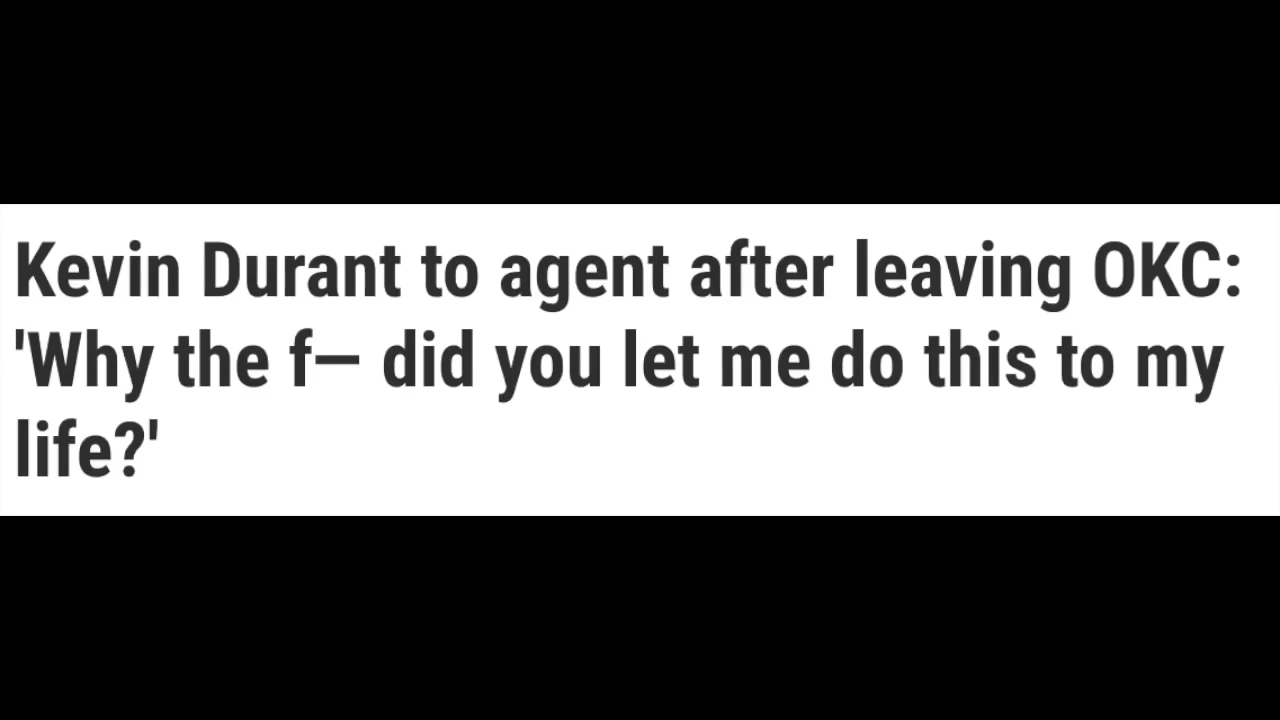 Kevin Durant to agent after leaving OKC:
'Why the f— did you let me do this to my
life?'